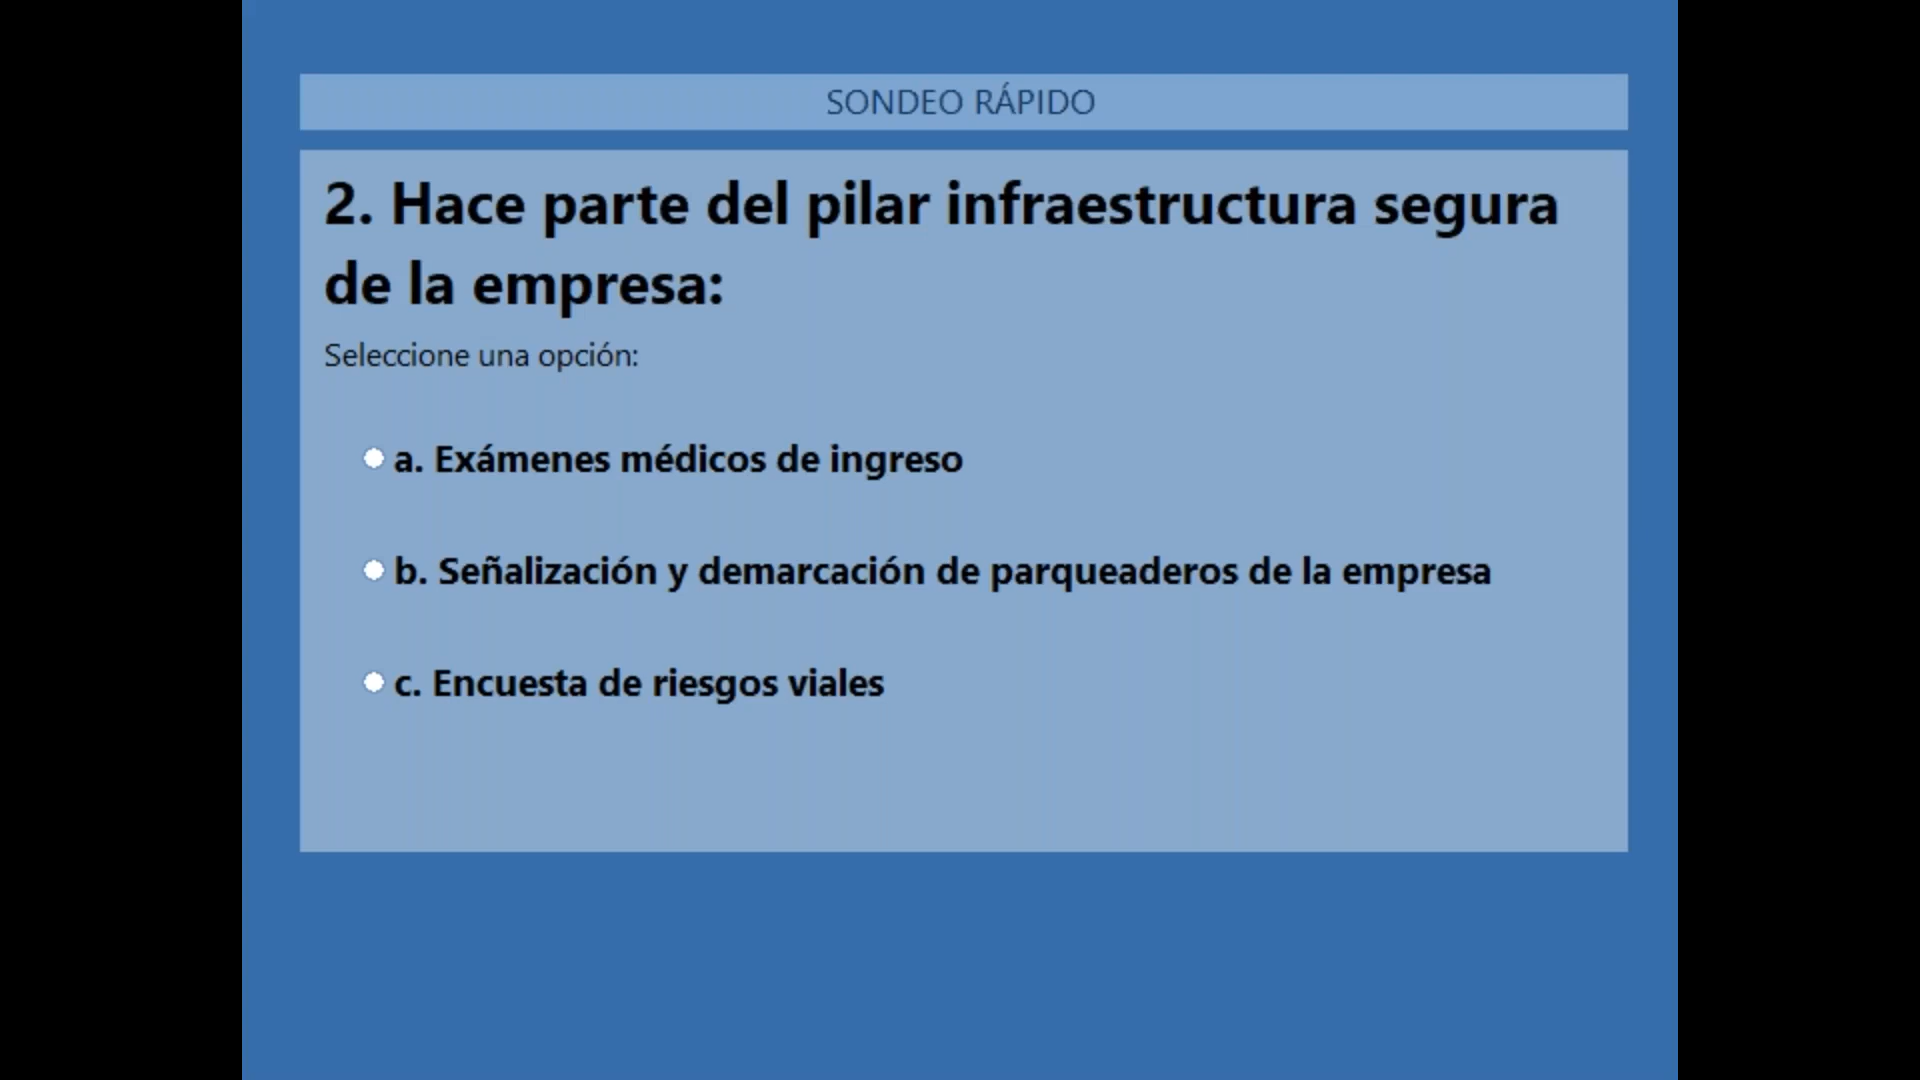 SONDEO RÁPIDO
2. Hace parte del pilar infraestructura segura
de la empresa:
Seleccione una opción:
a. Exámenes médicos de ingreso
b. Señalización y demarcación de parqueaderos de la empresa
c. Encuesta de riesgos viales